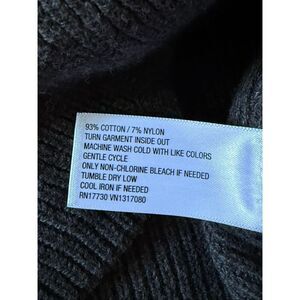 93% COTTON / 7% NYLON
TURN GARMENT INSIDE OUT
MACHINE WASH COLD WITH LIKE COLORS
GENTLE CYCLE
ONLY NON-CHLORINE BLEACH IF NEEDED
TUMBLE DRY LOW
COOL IRON IF NEEDED
RN17730 VN1317080